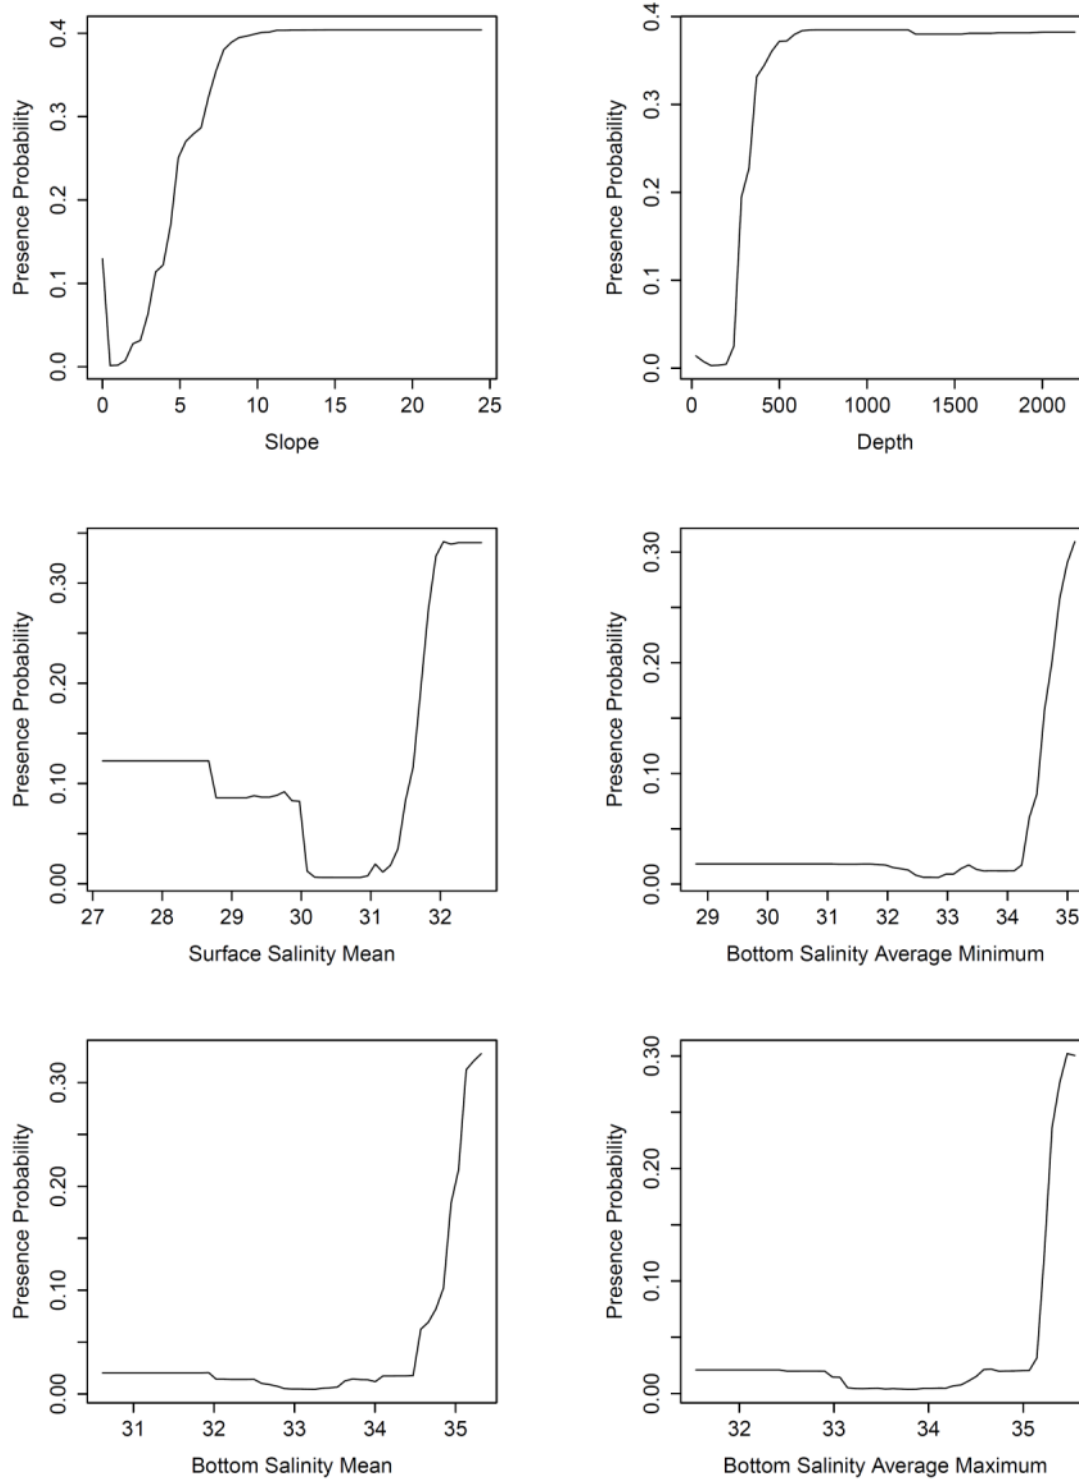 Presence Probability
0.0 0.1 0.2 0.3 0.4
0 5 10 15 20 25
Slope
Presence Probability
0.0 0.1 0.2 0.3 0.4
0 500 1000 1500 2000
Depth
Presence Probability
0.00 0.10 0.20 0.30
27 28 29 30 31 32
Surface Salinity Mean
Presence Probability
0.00 0.10 0.20 0.30
29 30 31 32 33 34 35
Bottom Salinity Average Minimum
Presence Probability
0.00 0.10 0.20 0.30
31 32 33 34 35
Bottom Salinity Mean
Presence Probability
0.00 0.10 0.20 0.30
32 33 34 35
Bottom Salinity Average Maximum